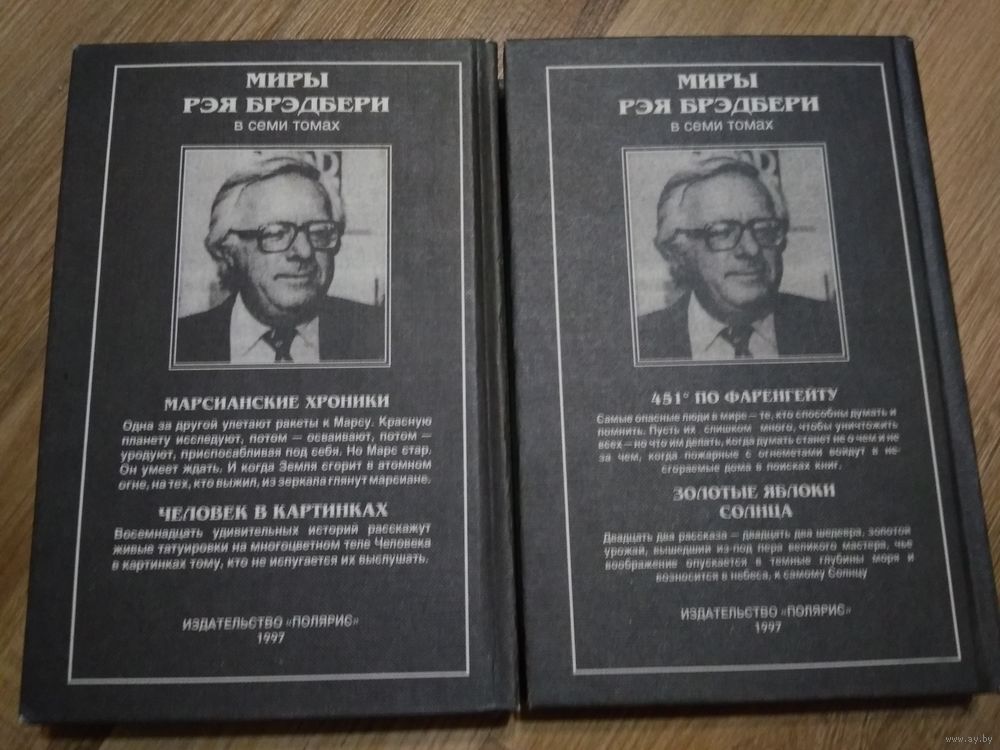 МИРЫ
РЭЯ БРЭДБЕРИ
в семи томах
МАРСИАНСКИЕ ХРОНИКИ
Одна за другой улетают ракеты к Марсу. Красную
планету исследуют, потом — осваивают, потом —
уродуют, приспосабливая под себя. Но Марс стар.
Он умеет ждать. И когда Земля сгорит в атомном
огне, на тех, кто выжил, из зеркала глянут марсиане.
ЧЕЛОВЕК В КАРТИНКАХ
Восемнадцать удивительных историй расскажут
живые татуировки на многоцветном теле Человека
в картинках тому, кто не испугается их выслушать.
ИЗДАТЕЛЬСТВО «ПОЛЯРИС»
1997
МИРЫ
РЭЯ БРЭДБЕРИ
в семи томах
451° ПО ФАРЕНГЕЙТУ
Самые опасные люди в мире — те, кто способны думать и
помнить. Пусть их слишком много, чтобы уничтожить
всех — но что им делать, когда думать станет не о чем и не
за чем, когда пожарные с огнеметами войдут в не-
сгораемые дома в поисках книг.
ЗОЛОТЫЕ ЯБЛОКИ
СОЛНЦА
Двадцать два рассказа — двадцать два шедевра, золотой
урожай, вышедший из-под пера великого мастера, чье
воображение опускается в темные глубины моря и
возносится в небеса, к самому Солнцу
ИЗДАТЕЛЬСТВО «ПОЛЯРИС»
1997
www.ay.by